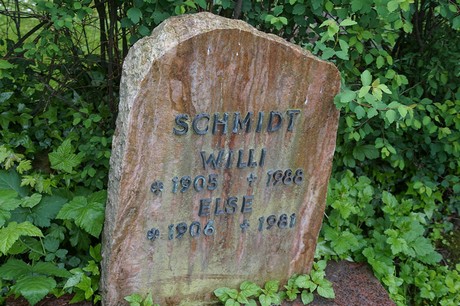 SCHMIDT
WILLI
* 1905 † 1988
ELSE
* 1906 † 1981